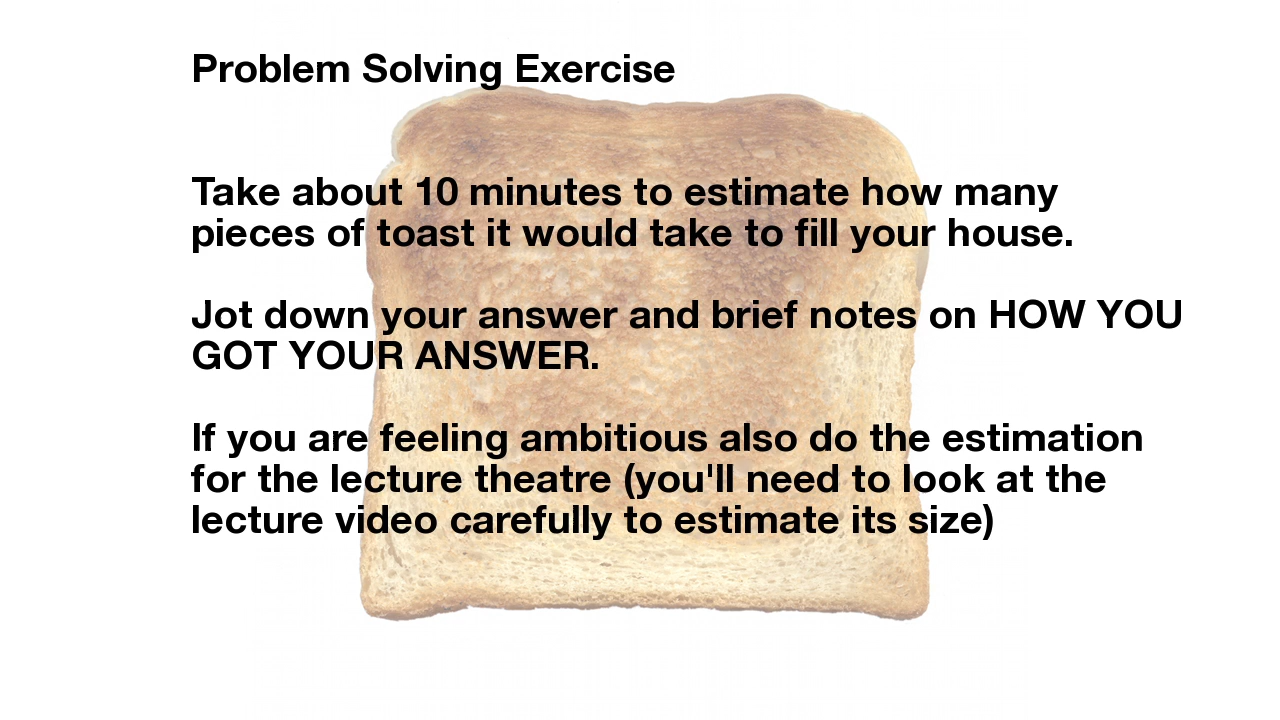 Problem Solving Exercise
Take about 10 minutes to estimate how many
pieces of toast it would take to fill your house.
Jot down your answer and brief notes on HOW YOU
GOT YOUR ANSWER.
If you are feeling ambitious also do the estimation
for the lecture theatre (you'll need to look at the
lecture video carefully to estimate its size)